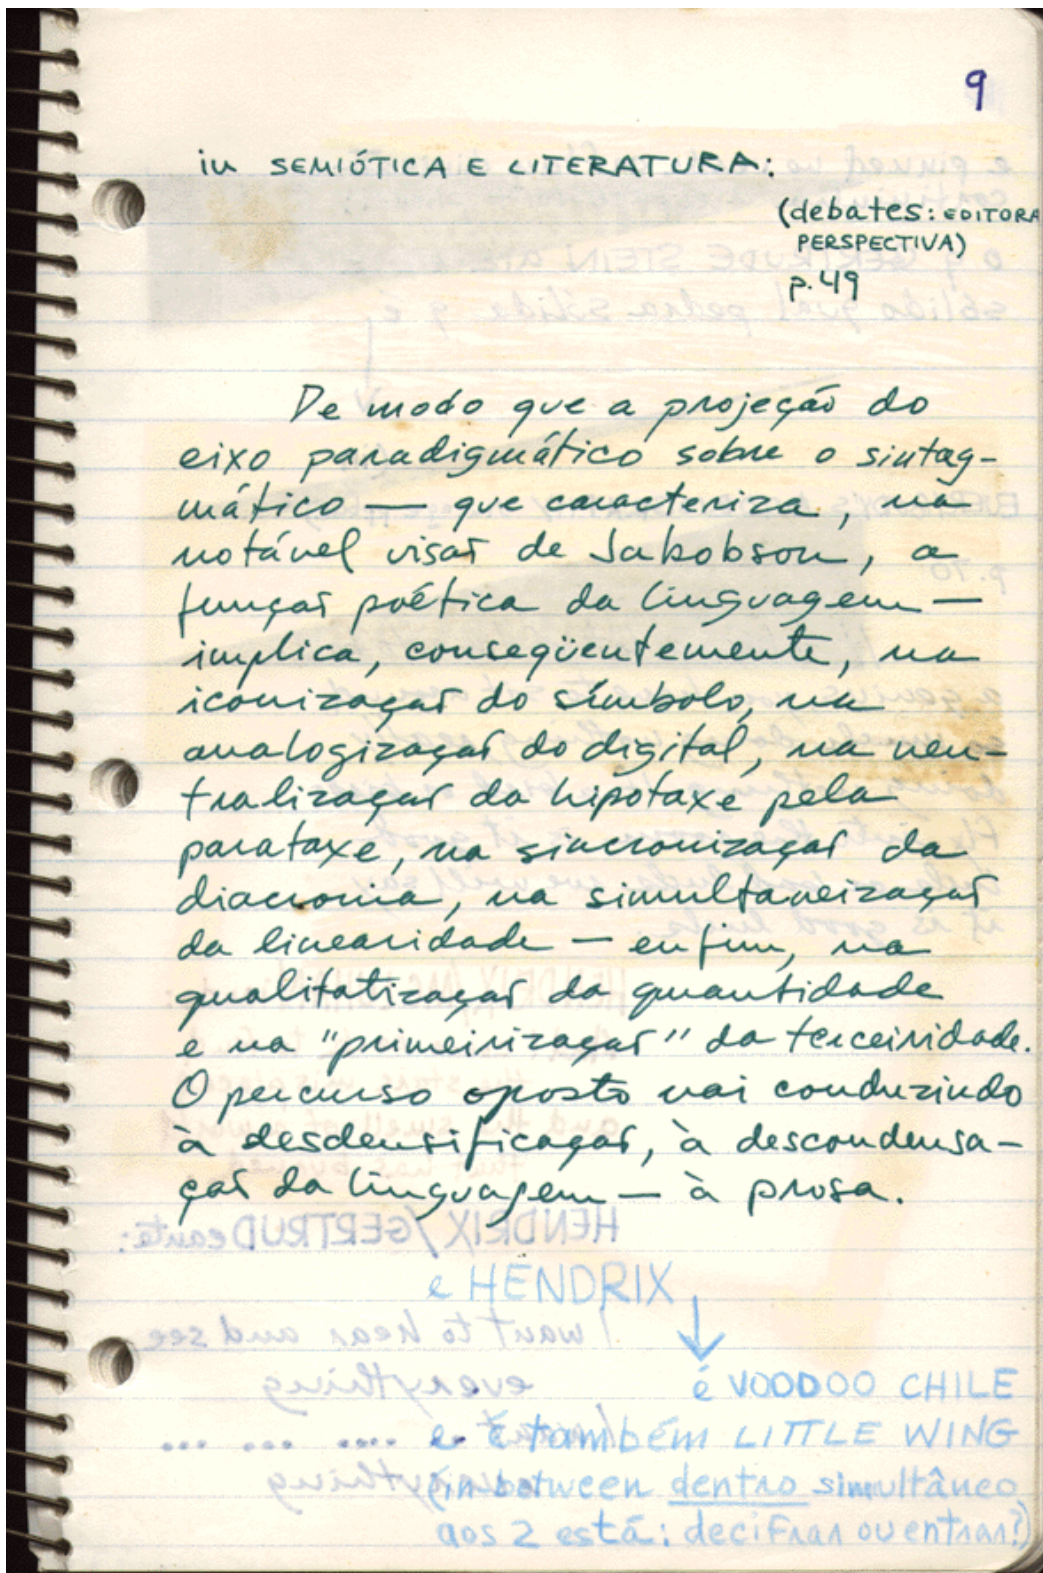 9
in SEMIÓTICA E LITERATURA:
(debates: EDITORA
PERSPECTIVA)
p.49
De modo que a projeção do
eixo paradigmático sobre o sintag-
mático — que caracteriza, na
notável visão de Jakobson, a
função poética da linguagem —
implica, conseqüentemente, na
iconização do símbolo, na
analogização do digital, na neu-
tralização da hipotaxe pela
parataxe, na sincronização da
diacronia, na simultaneização
da linearidade — enfim, na
qualitatização da quantidade
e na "primeirização" da terceiridade.
O percurso oposto vai conduzindo
à desdensificação, à descondensa-
ção da linguagem — à prosa.
e HENDRIX
↓
é VOODOO CHILE
e é também LITTLE WING
in between dentro simultâneo
aos 2 está: decifrar ou entrar?)